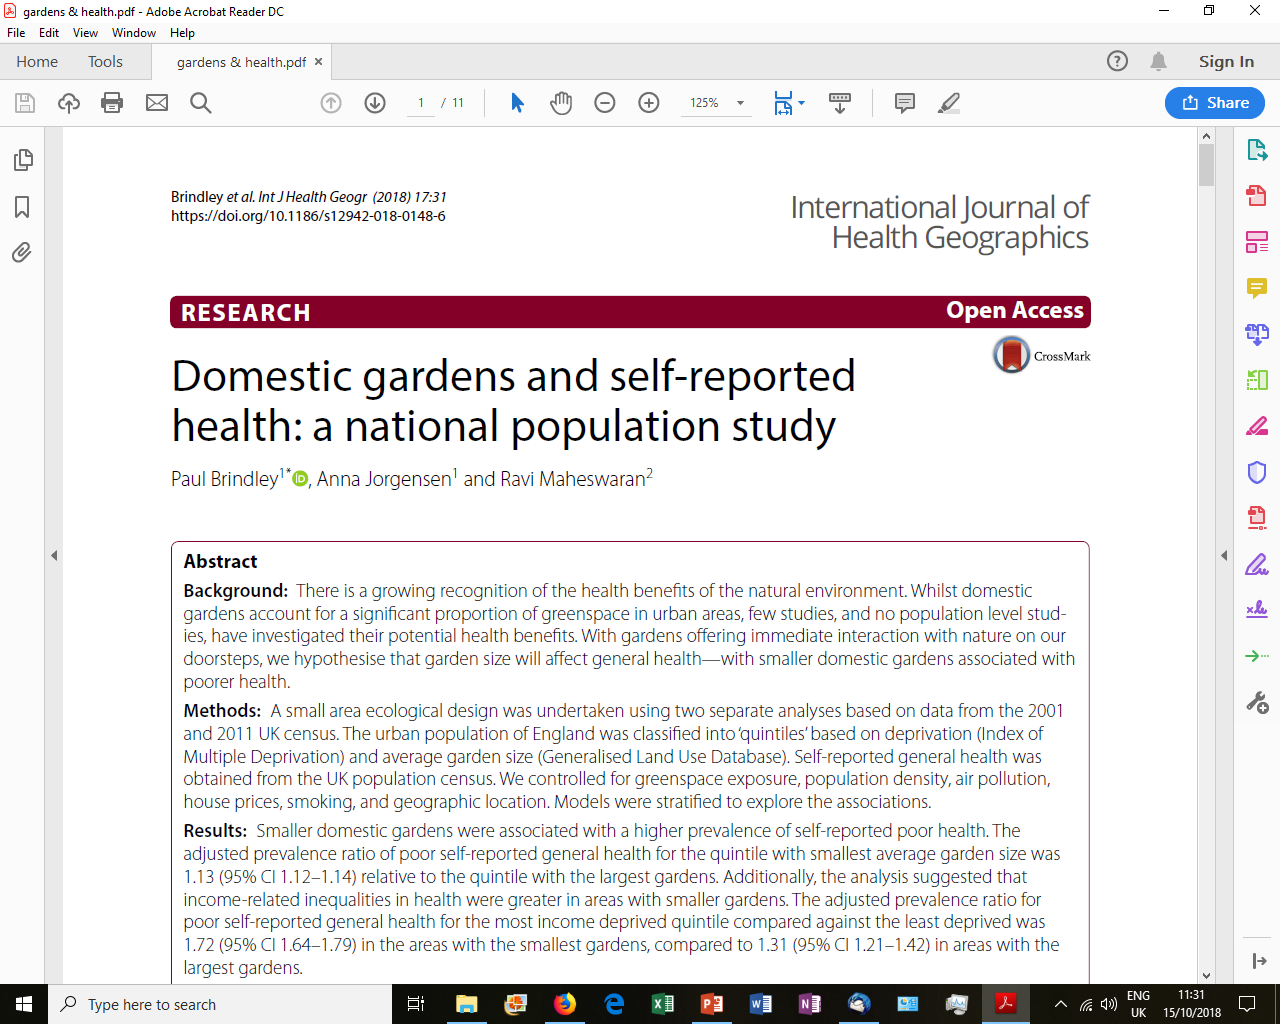 gardens & health.pdf - Adobe Acrobat Reader DC
File Edit View Window Help
Home Tools gardens & health.pdf ×
? Sign In
1 / 11 125% Share
Brindley et al. Int J Health Geogr (2018) 17:31
https://doi.org/10.1186/s12942-018-0148-6
International Journal of
Health Geographics
RESEARCH Open Access
CrossMark
Domestic gardens and self-reported
health: a national population study
Paul Brindley1* iD, Anna Jorgensen1 and Ravi Maheswaran2
Abstract
Background: There is a growing recognition of the health benefits of the natural environment. Whilst domestic
gardens account for a significant proportion of greenspace in urban areas, few studies, and no population level stud-
ies, have investigated their potential health benefits. With gardens offering immediate interaction with nature on our
doorsteps, we hypothesise that garden size will affect general health—with smaller domestic gardens associated with
poorer health.
Methods: A small area ecological design was undertaken using two separate analyses based on data from the 2001
and 2011 UK census. The urban population of England was classified into ‘quintiles’ based on deprivation (Index of
Multiple Deprivation) and average garden size (Generalised Land Use Database). Self-reported general health was
obtained from the UK population census. We controlled for greenspace exposure, population density, air pollution,
house prices, smoking, and geographic location. Models were stratified to explore the associations.
Results: Smaller domestic gardens were associated with a higher prevalence of self-reported poor health. The
adjusted prevalence ratio of poor self-reported general health for the quintile with smallest average garden size was
1.13 (95% CI 1.12–1.14) relative to the quintile with the largest gardens. Additionally, the analysis suggested that
income-related inequalities in health were greater in areas with smaller gardens. The adjusted prevalence ratio for
poor self-reported general health for the most income deprived quintile compared against the least deprived was
1.72 (95% CI 1.64–1.79) in the areas with the smallest gardens, compared to 1.31 (95% CI 1.21–1.42) in areas with the
largest gardens.
Type here to search
ENG
UK
11:31
15/10/2018